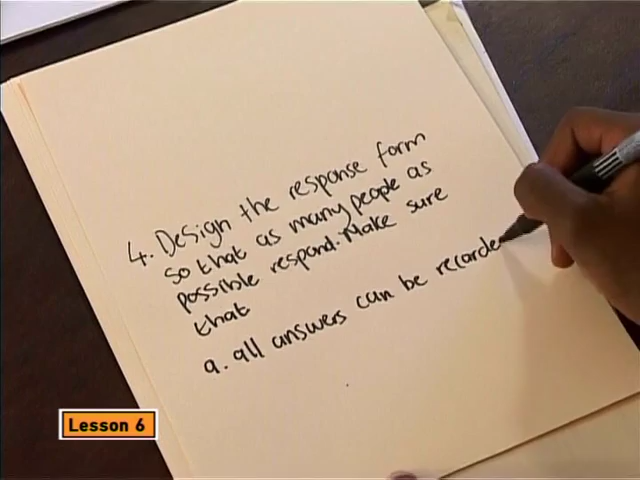 4. Design the response form
so that as many people as
possible respond. Make sure
that
a. all answers can be recorde
Lesson 6